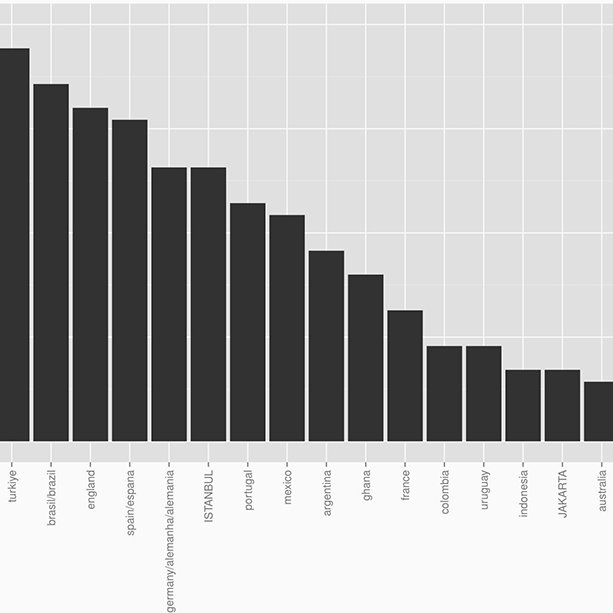 turkiye
brasil/brazil
england
spain/espana
germany/alemanha/alemania
ISTANBUL
portugal
mexico
argentina
ghana
france
colombia
uruguay
indonesia
JAKARTA
australia